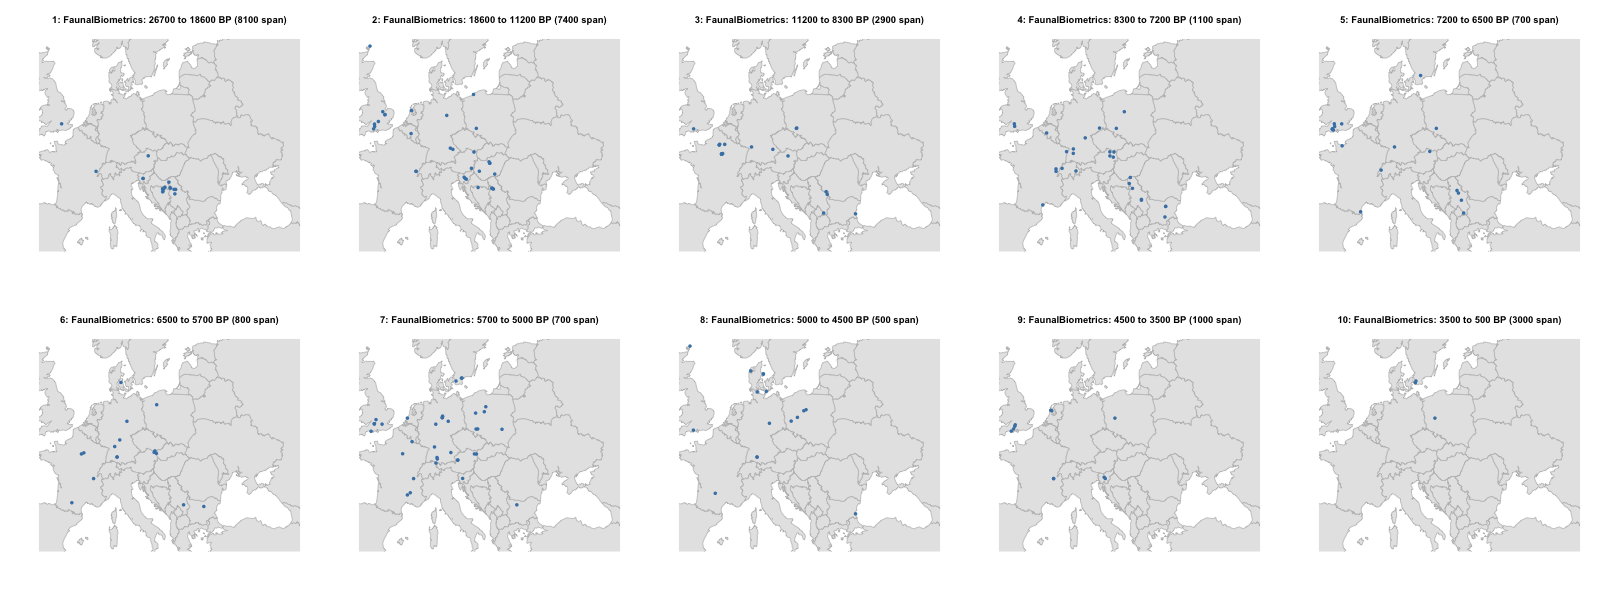 1: FaunalBiometrics: 26700 to 18600 BP (8100 span)
2: FaunalBiometrics: 18600 to 11200 BP (7400 span)
3: FaunalBiometrics: 11200 to 8300 BP (2900 span)
4: FaunalBiometrics: 8300 to 7200 BP (1100 span)
5: FaunalBiometrics: 7200 to 6500 BP (700 span)
6: FaunalBiometrics: 6500 to 5700 BP (800 span)
7: FaunalBiometrics: 5700 to 5000 BP (700 span)
8: FaunalBiometrics: 5000 to 4500 BP (500 span)
9: FaunalBiometrics: 4500 to 3500 BP (1000 span)
10: FaunalBiometrics: 3500 to 500 BP (3000 span)